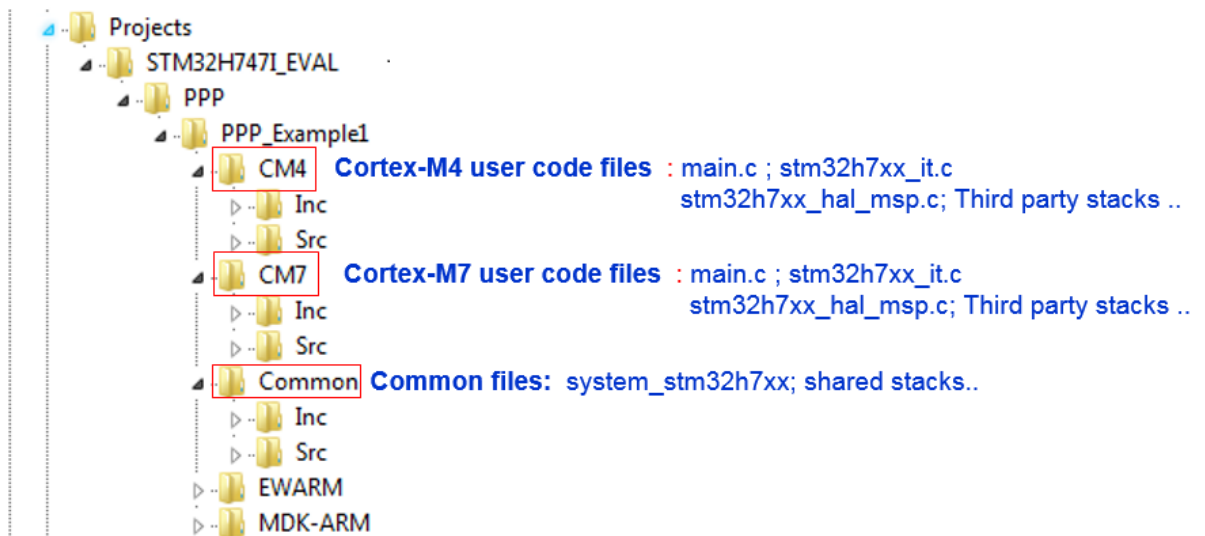 Projects
STM32H747I_EVAL
PPP
PPP_Example1
CM4 Cortex-M4 user code files : main.c ; stm32h7xx_it.c
Inc stm32h7xx_hal_msp.c; Third party stacks ..
Src
CM7 Cortex-M7 user code files : main.c ; stm32h7xx_it.c
Inc stm32h7xx_hal_msp.c; Third party stacks ..
Src
Common Common files: system_stm32h7xx; shared stacks..
Inc
Src
EWARM
MDK-ARM